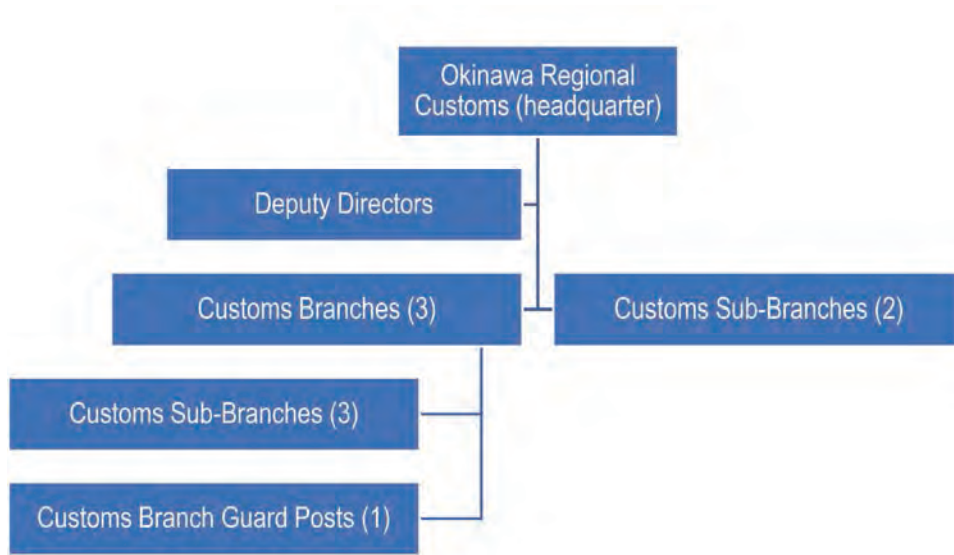 Okinawa Regional
Customs (headquarter)
Deputy Directors
Customs Branches (3)
Customs Sub-Branches (2)
Customs Sub-Branches (3)
Customs Branch Guard Posts (1)